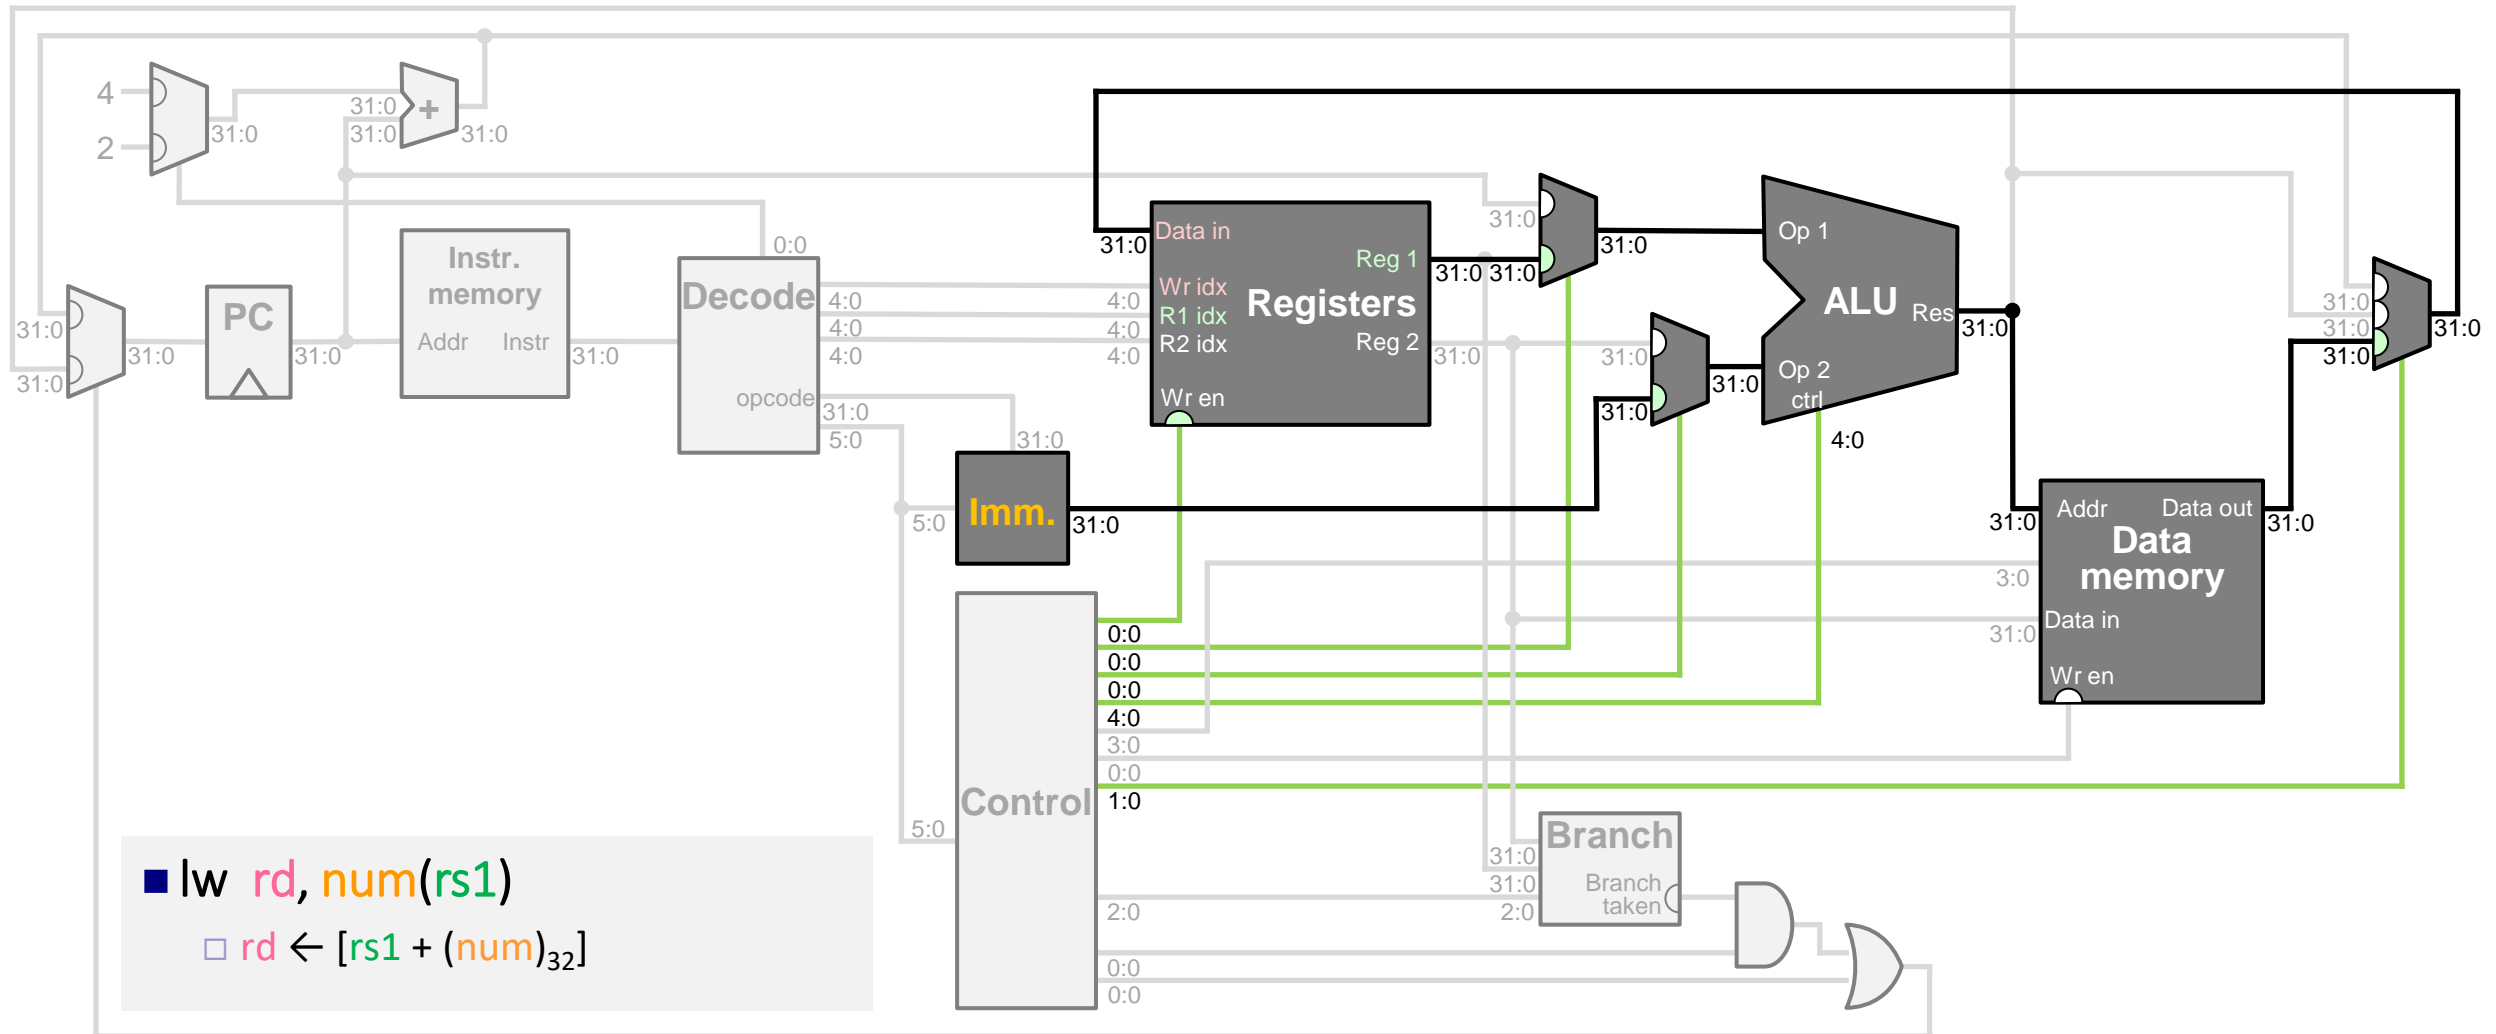 4
2
31:0
31:0
31:0
+
31:0
0:0
31:0
31:0
31:0
PC
31:0
Instr.
memory
Addr Instr
31:0
Decode
opcode
4:0
4:0
4:0
31:0
5:0
4:0
4:0
4:0
31:0
Data in
Wr idx
R1 idx
R2 idx
Wr en
Registers
Reg 1
Reg 2
31:0
31:0
31:0
31:0
31:0
31:0
31:0
31:0
31:0
Op 1
ALU
Res
Op 2
ctrl
4:0
31:0
31:0
31:0
31:0
31:0
31:0
5:0
Imm.
31:0
31:0
Addr Data out
Data
memory
3:0
Data in
31:0
Wr en
31:0
Control
5:0
0:0
0:0
0:0
4:0
3:0
0:0
1:0
2:0
0:0
0:0
Branch
31:0
31:0
2:0
Branch
taken
lw rd, num(rs1)
rd ← [rs1 + (num)32]